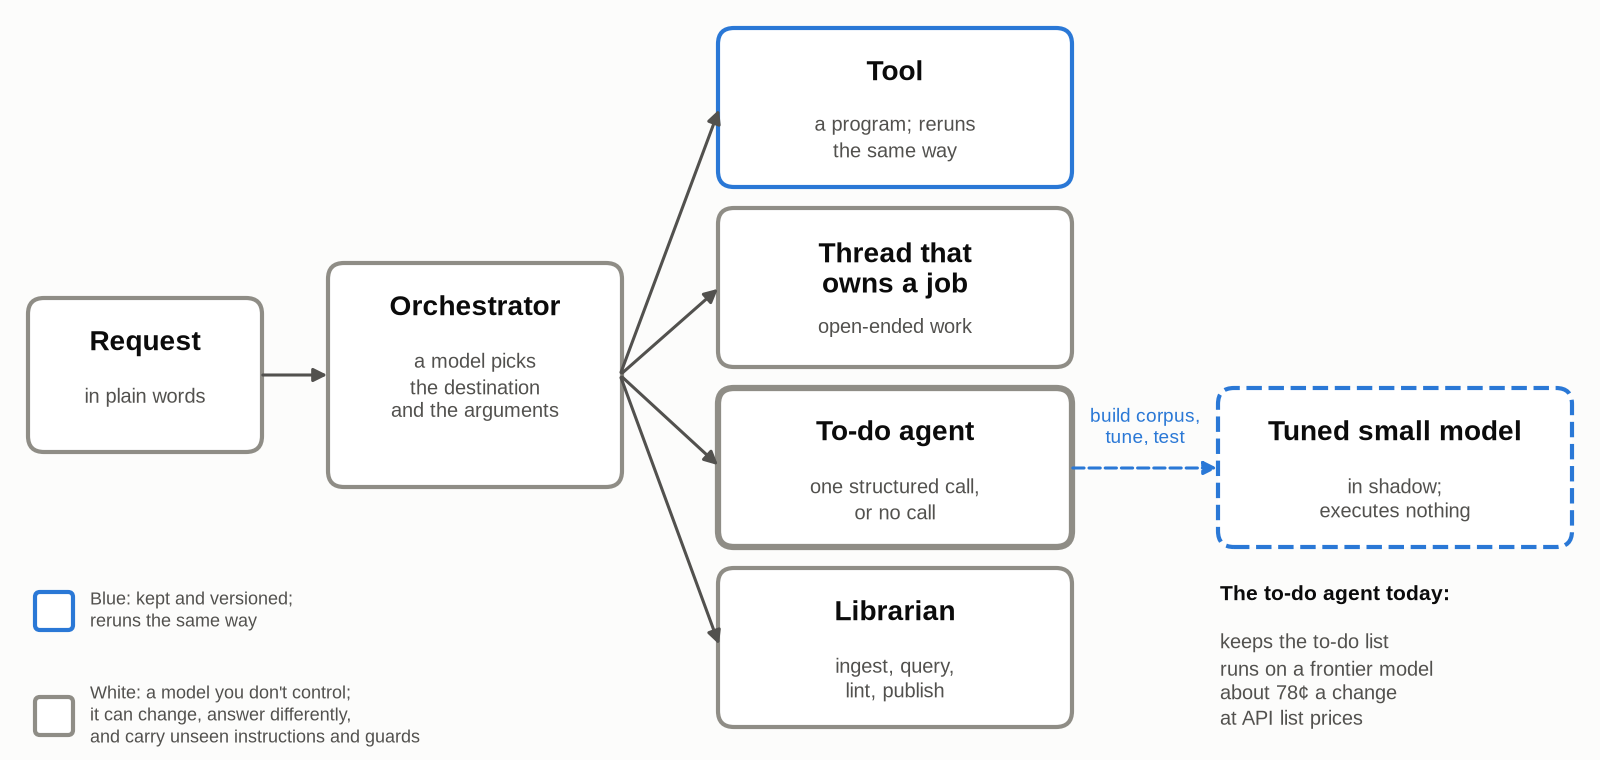 Request
in plain words
Orchestrator
a model picks
the destination
and the arguments
Tool
a program; reruns
the same way
Thread that
owns a job
open-ended work
To-do agent
one structured call,
or no call
Librarian
ingest, query,
lint, publish
build corpus,
tune, test
Tuned small model
in shadow;
executes nothing
The to-do agent today:
keeps the to-do list
runs on a frontier model
about 78¢ a change
at API list prices
Blue: kept and versioned;
reruns the same way
White: a model you don't control;
it can change, answer differently,
and carry unseen instructions and guards